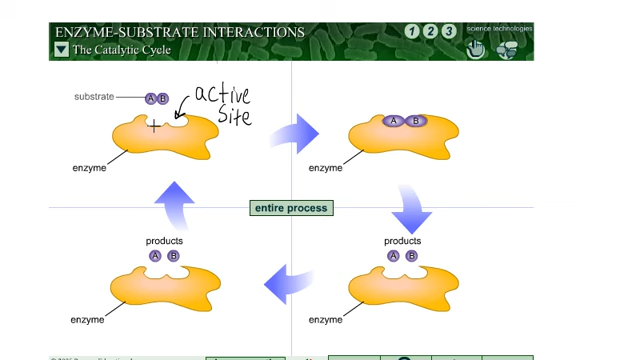 ENZYME-SUBSTRATE INTERACTIONS
The Catalytic Cycle
1 2 3
science technologies
substrate
A B
active
site
enzyme
A B
enzyme
entire process
products
A B
enzyme
products
A B
enzyme